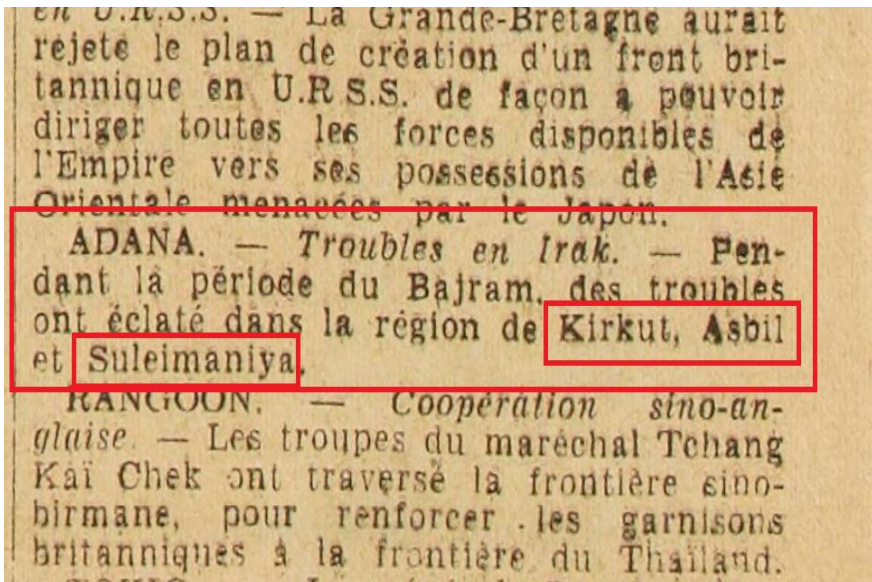 en U.R.S.S. — La Grande-Bretagne aurait
rejeté le plan de création d'un front bri-
tannique en U.R S.S. de façon a pouvoir
diriger toutes les forces disponibles de
l'Empire vers ses possessions de l'Asie
Orientale menacées par le Japon.
ADANA. — Troubles en Irak. — Pen-
dant la période du Bajram, des troubles
ont éclaté dans la région de Kirkut, Asbil
et Suleimaniya.
RANGOON. — Coopération sino-an-
glaise. — Les troupes du maréchal Tchang
Kaï Chek ont traversé la frontière sino-
birmane, pour renforcer les garnisons
britanniques à la frontière du Thaïland.